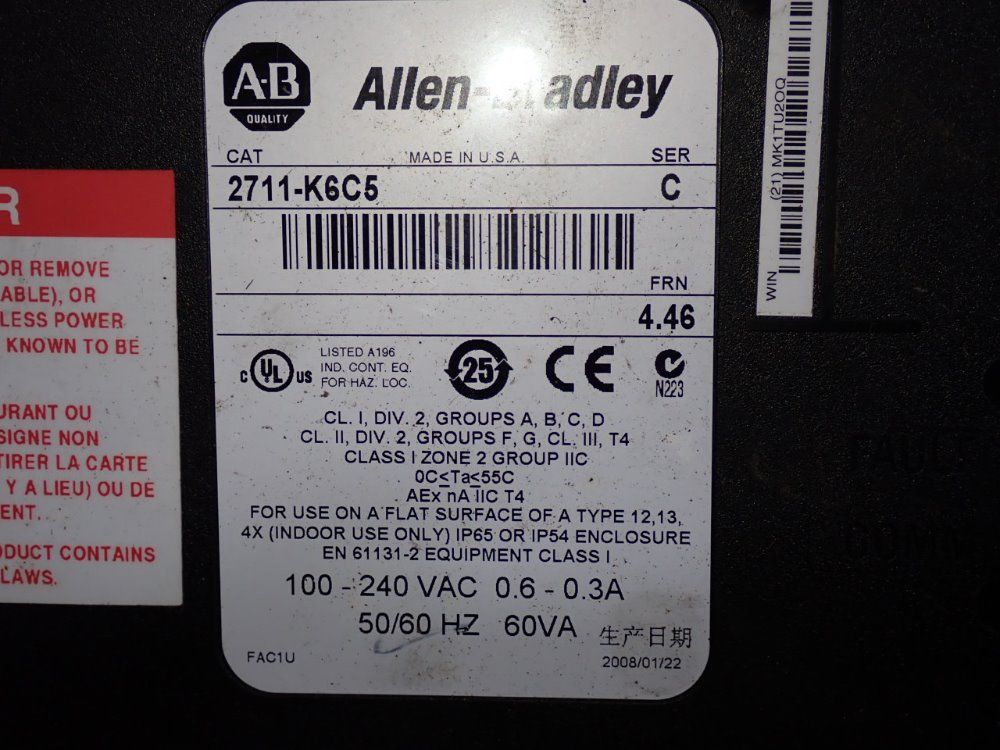 A-B
QUALITY
Allen-Bradley
CAT MADE IN U.S.A. SER
2711-K6C5 C
FRN
4.46
C UL US
LISTED A196
IND. CONT. EQ.
FOR HAZ. LOC.
25
CE
N223
CL. I, DIV. 2, GROUPS A, B, C, D
CL. II, DIV. 2, GROUPS F, G, CL. III, T4
CLASS I ZONE 2 GROUP IIC
0C≤Ta≤55C
AEx nA IIC T4
FOR USE ON A FLAT SURFACE OF A TYPE 12,13,
4X (INDOOR USE ONLY) IP65 OR IP54 ENCLOSURE
EN 61131-2 EQUIPMENT CLASS I
100 - 240 VAC 0.6 - 0.3A
50/60 HZ 60VA
生产日期
FAC1U 2008/01/22
R
OR REMOVE
ABLE), OR
LESS POWER
KNOWN TO BE
URANT OU
SIGNE NON
TIRER LA CARTE
Y A LIEU) OU DE
ENT.
ODUCT CONTAINS
LAWS.
WIN
(21) MK1TU2OQ